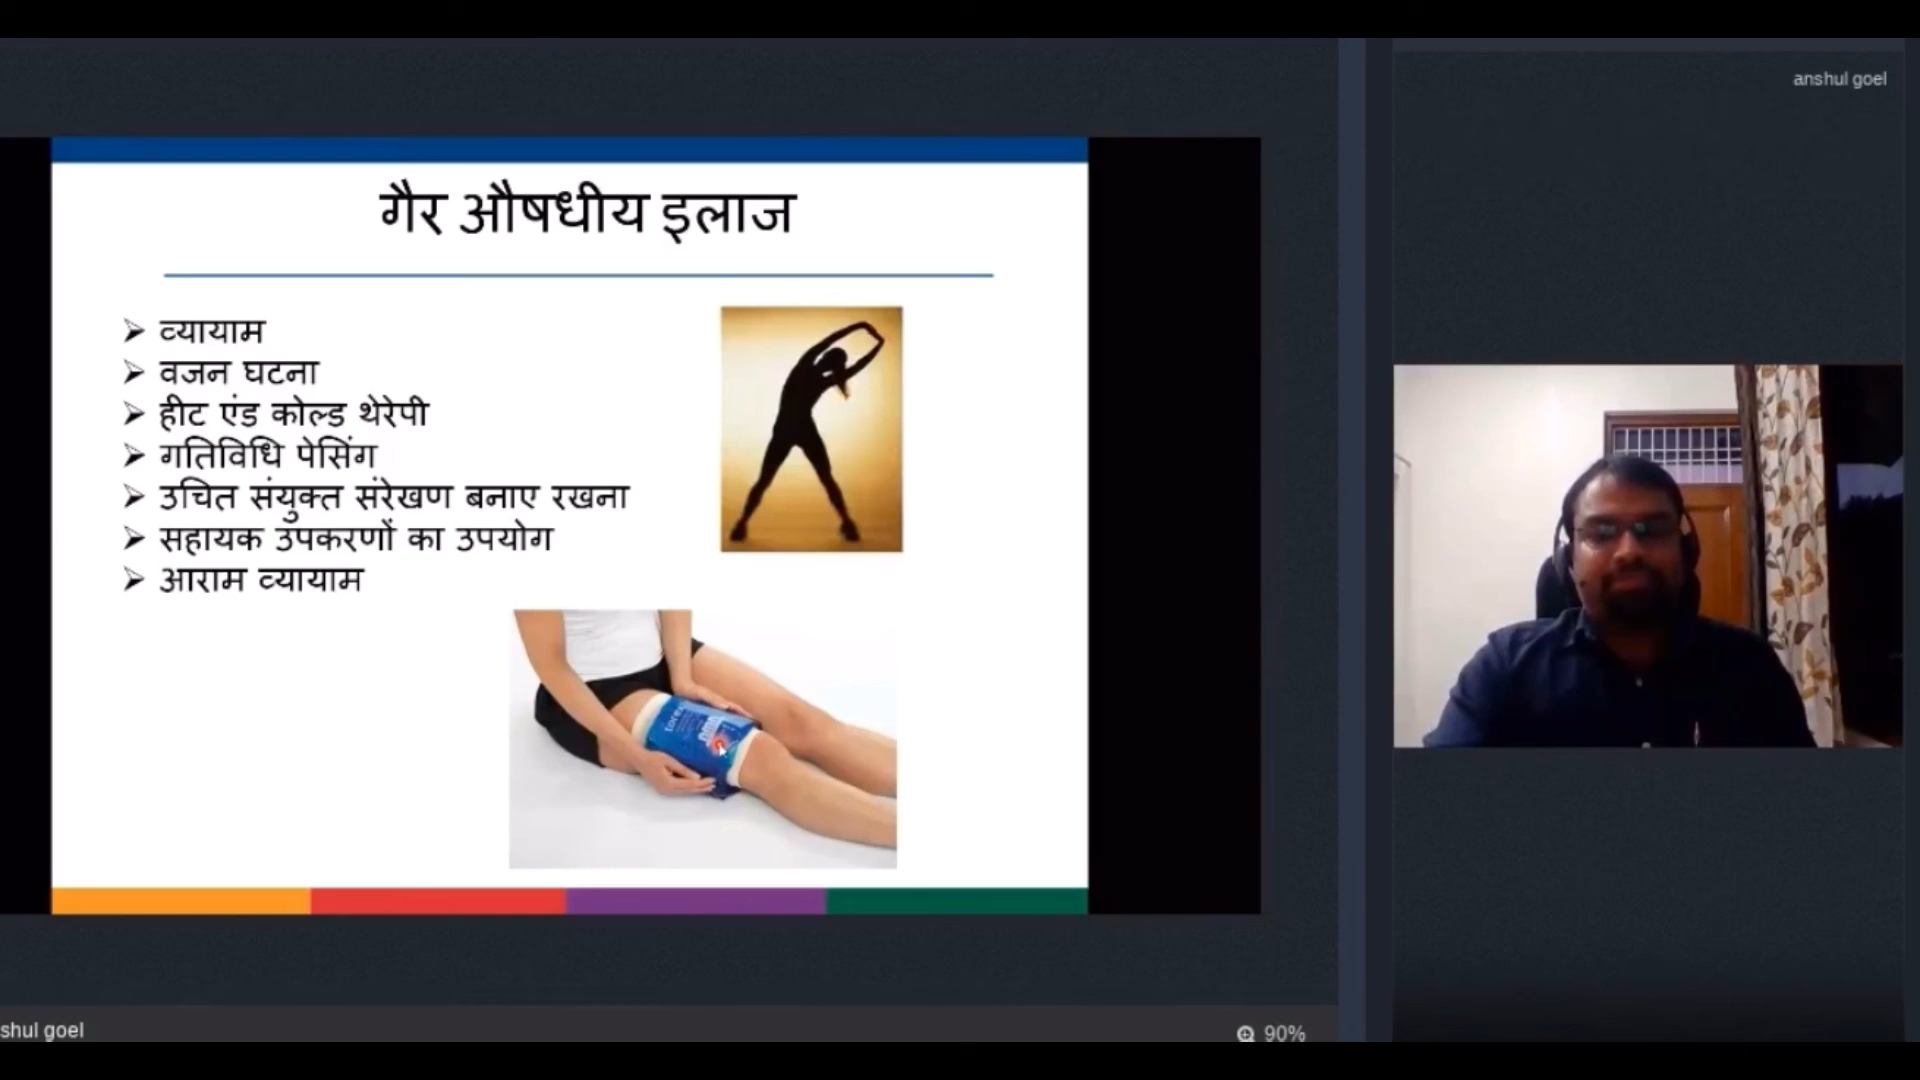 anshul goel
गैर औषधीय इलाज
➢ व्यायाम
➢ वजन घटना
➢ हीट एंड कोल्ड थेरेपी
➢ गतिविधि पेसिंग
➢ उचित संयुक्त संरेखण बनाए रखना
➢ सहायक उपकरणों का उपयोग
➢ आराम व्यायाम
shul goel
90%